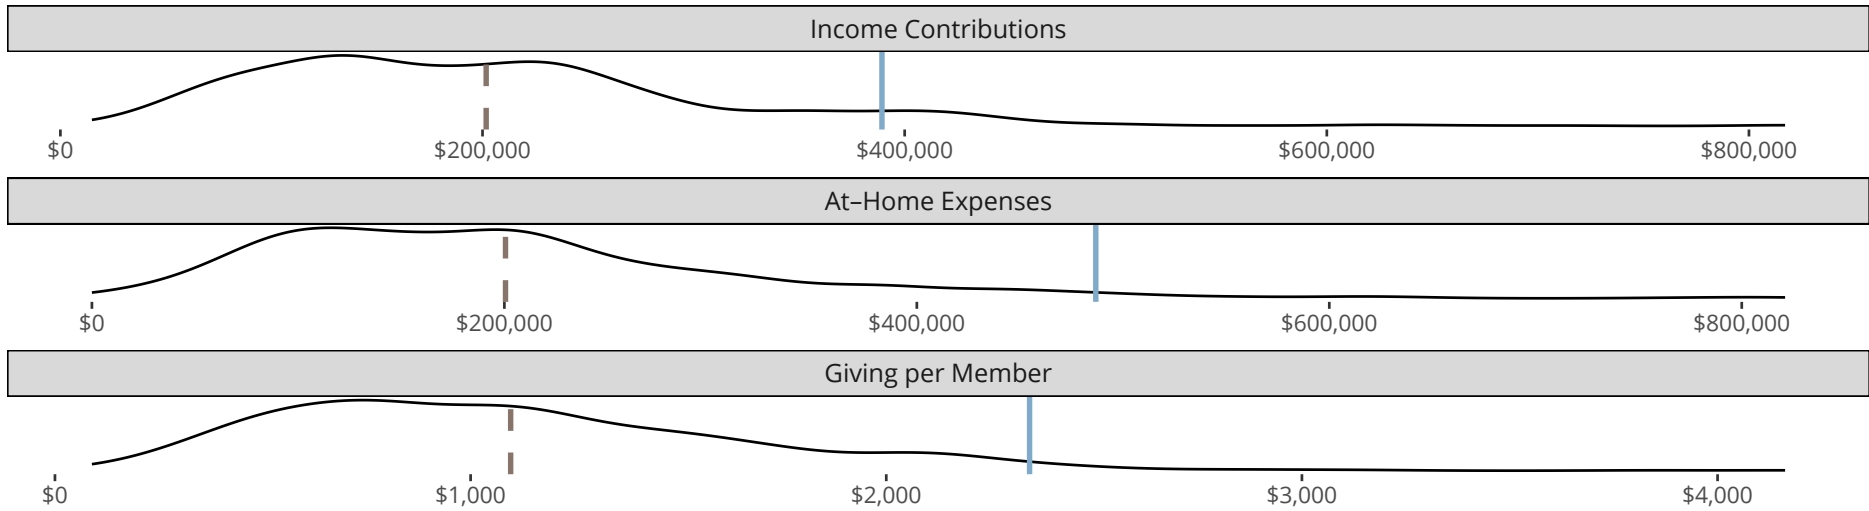 Income Contributions
$0 $200,000 $400,000 $600,000 $800,000
At–Home Expenses
$0 $200,000 $400,000 $600,000 $800,000
Giving per Member
$0 $1,000 $2,000 $3,000 $4,000